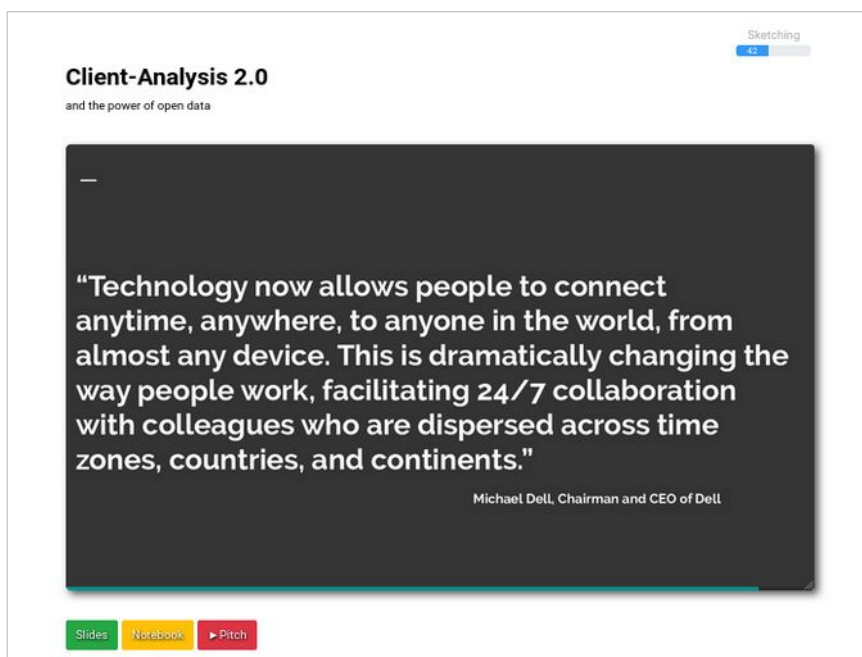 Sketching
42
Client-Analysis 2.0
and the power of open data
“Technology now allows people to connect
anytime, anywhere, to anyone in the world, from
almost any device. This is dramatically changing the
way people work, facilitating 24/7 collaboration
with colleagues who are dispersed across time
zones, countries, and continents.”
Michael Dell, Chairman and CEO of Dell
Slides Notebook ►Pitch